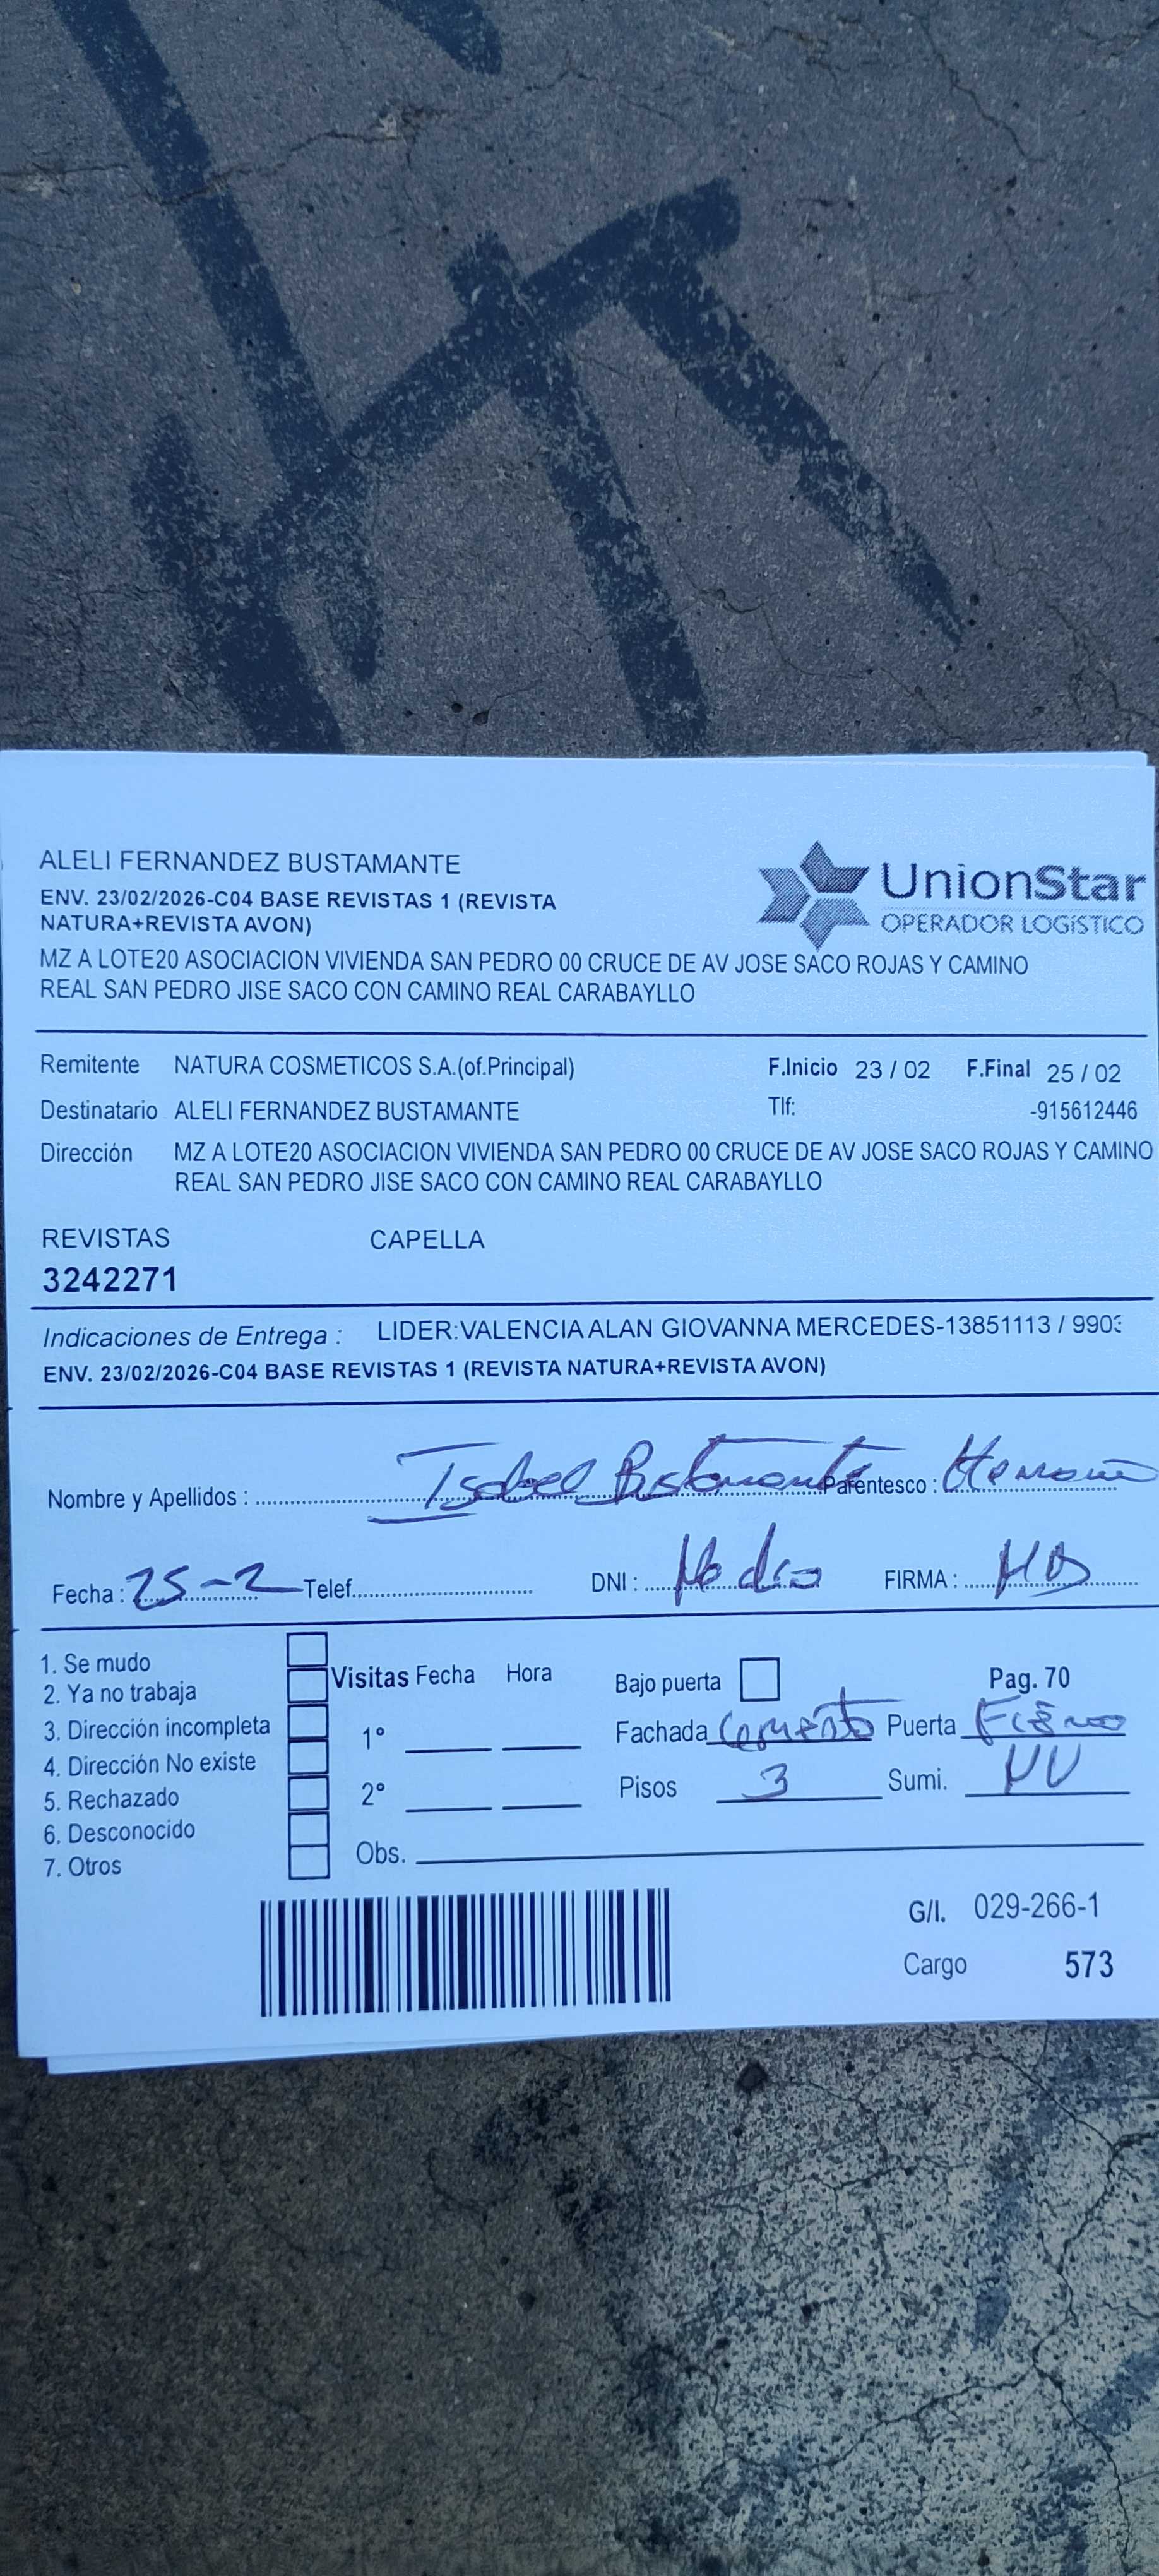 ALELI FERNANDEZ BUSTAMANTE
ENV. 23/02/2026-C04 BASE REVISTAS 1 (REVISTA
NATURA+REVISTA AVON)
UnionStar
OPERADOR LOGÍSTICO
MZ A LOTE20 ASOCIACION VIVIENDA SAN PEDRO 00 CRUCE DE AV JOSE SACO ROJAS Y CAMINO
REAL SAN PEDRO JISE SACO CON CAMINO REAL CARABAYLLO
Remitente NATURA COSMETICOS S.A.(of.Principal) F.Inicio 23 / 02 F.Final 25 / 02
Destinatario ALELI FERNANDEZ BUSTAMANTE Tlf: -915612446
Dirección MZ A LOTE20 ASOCIACION VIVIENDA SAN PEDRO 00 CRUCE DE AV JOSE SACO ROJAS Y CAMINO
REAL SAN PEDRO JISE SACO CON CAMINO REAL CARABAYLLO
REVISTAS CAPELLA
3242271
Indicaciones de Entrega : LIDER:VALENCIA ALAN GIOVANNA MERCEDES-13851113 / 9903
ENV. 23/02/2026-C04 BASE REVISTAS 1 (REVISTA NATURA+REVISTA AVON)
Nombre y Apellidos : Isabel Bustamante Parentesco :
Fecha : 25-2 Telef. DNI : No dio FIRMA :
1. Se mudo
2. Ya no trabaja
3. Dirección incompleta
4. Dirección No existe
5. Rechazado
6. Desconocido
7. Otros
Visitas Fecha Hora
1°
2°
Obs.
Bajo puerta Pag. 70
Fachada Cemento Puerta Fierro
Pisos 3 Sumi. NV
G/I. 029-266-1
Cargo 573